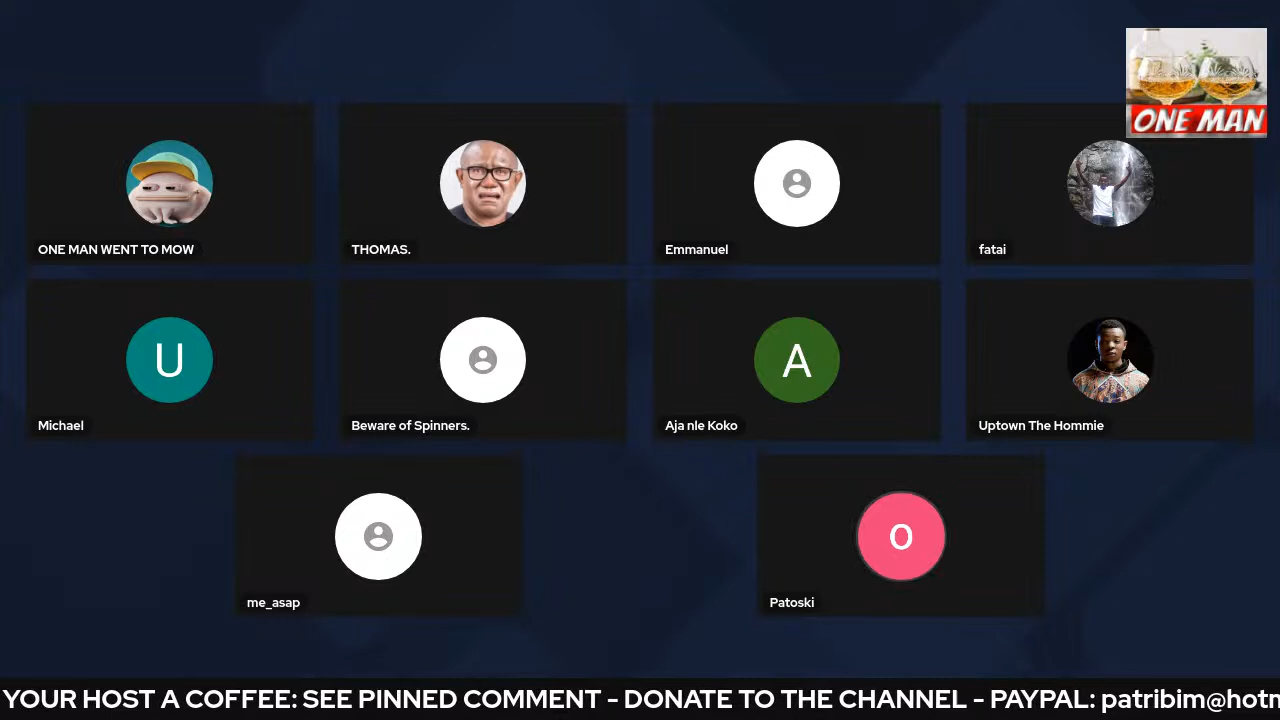 ONE MAN
ONE MAN WENT TO MOW
THOMAS.
Emmanuel
fatai
U
Michael
Beware of Spinners.
A
Aja nle Koko
Uptown The Hommie
me_asap
O
Patoski
YOUR HOST A COFFEE: SEE PINNED COMMENT - DONATE TO THE CHANNEL - PAYPAL: patribim@hotm